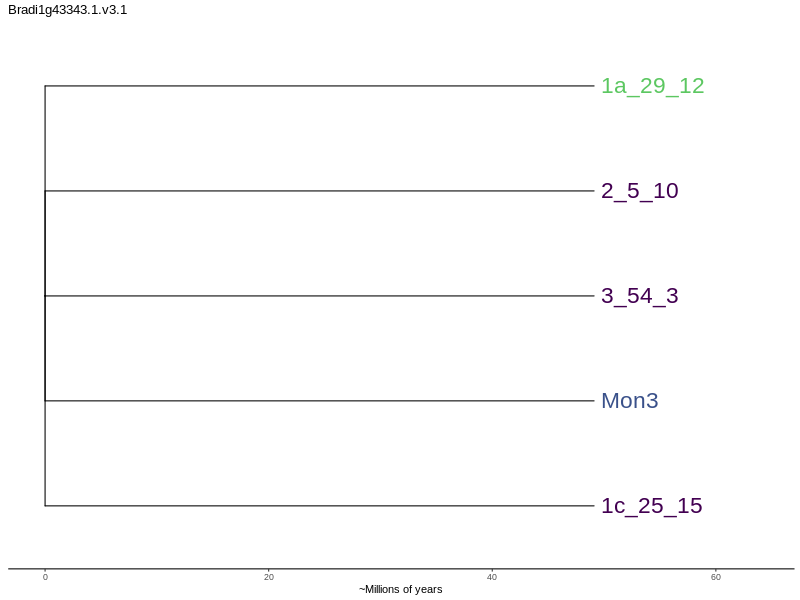 Bradi1g43343.1.v3.1
1a_29_12
2_5_10
3_54_3
Mon3
1c_25_15
0 20 40 60
~Millions of years